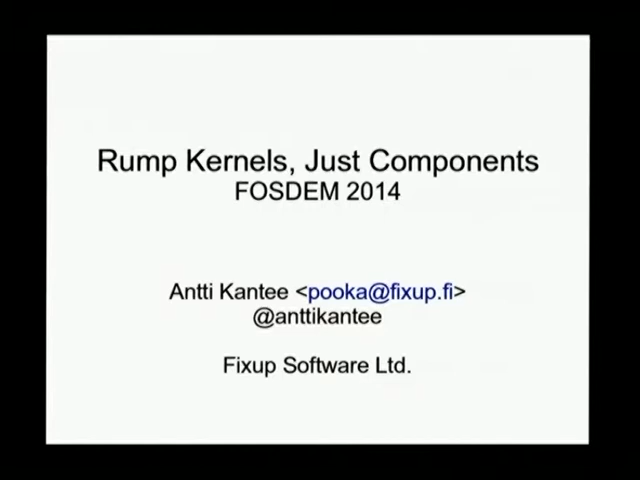 Rump Kernels, Just Components
FOSDEM 2014
Antti Kantee <pooka@fixup.fi>
@anttikantee
Fixup Software Ltd.